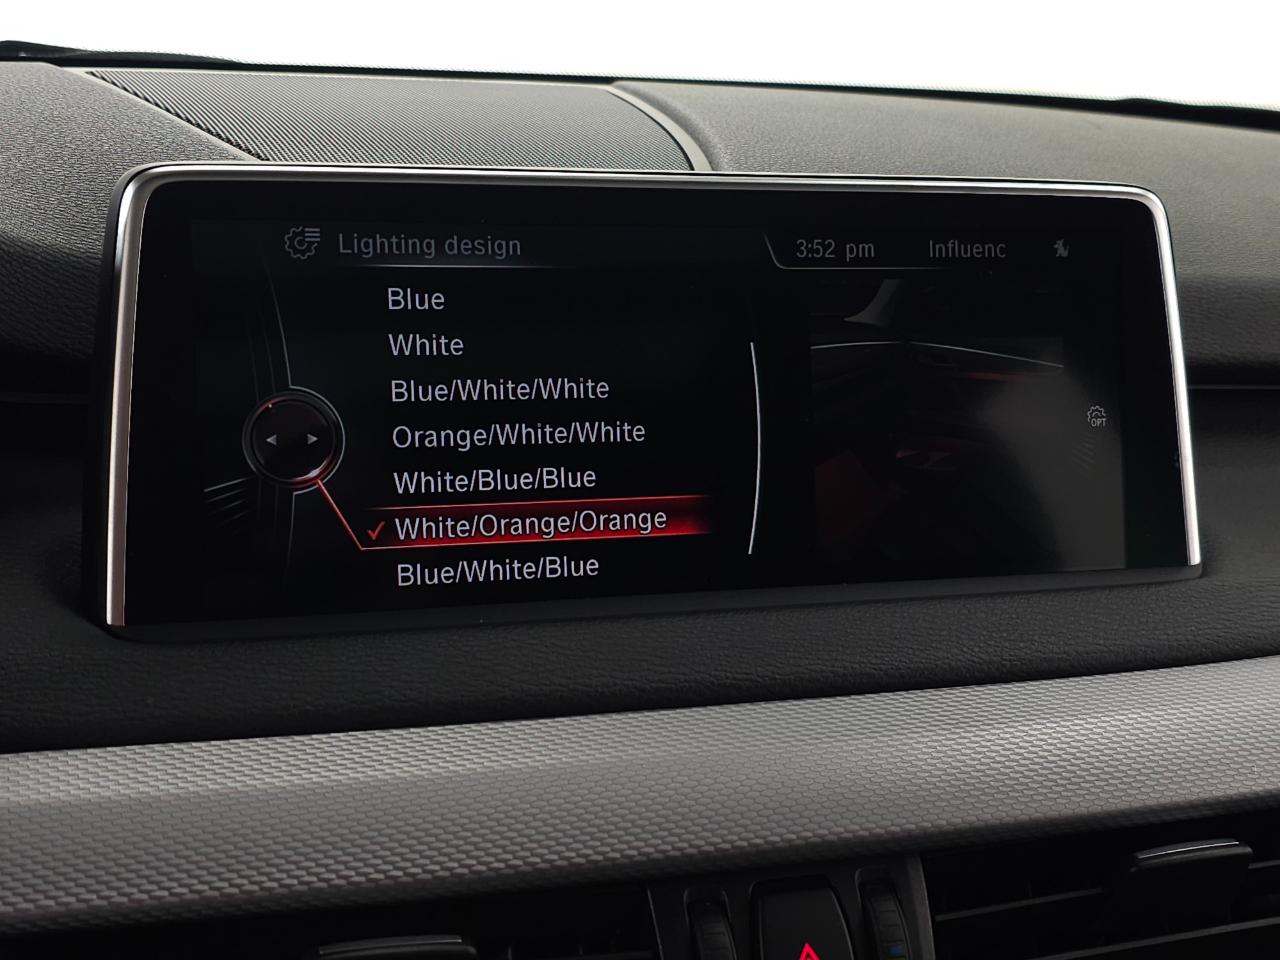 Lighting design
3:52 pm
Influenc
Blue
White
Blue/White/White
Orange/White/White
White/Blue/Blue
White/Orange/Orange
Blue/White/Blue
OPT